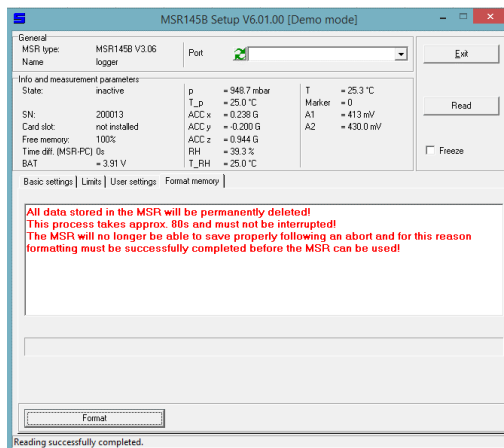 MSR145B Setup V6.01.00 [Demo mode]
General
MSR type: MSR145B V3.06
Name logger
Port
Exit
Info and measurement parameters
State: inactive
SN: 200013
Card slot: not installed
Free memory: 100%
Time diff. (MSR-PC) 0s
BAT = 3.91 V
p = 948.7 mbar
T_p = 25.0 °C
ACC x = 0.238 G
ACC y = -0.200 G
ACC z = 0.944 G
RH = 39.3 %
T_RH = 25.0 °C
T = 25.3 °C
Marker = 0
A1 = 413 mV
A2 = 430.0 mV
Read
Freeze
Basic settings Limits User settings Format memory
All data stored in the MSR will be permanently deleted!
This process takes approx. 80s and must not be interrupted!
The MSR will no longer be able to save properly following an abort and for this reason
formatting must be successfully completed before the MSR can be used!
Format
Reading successfully completed.